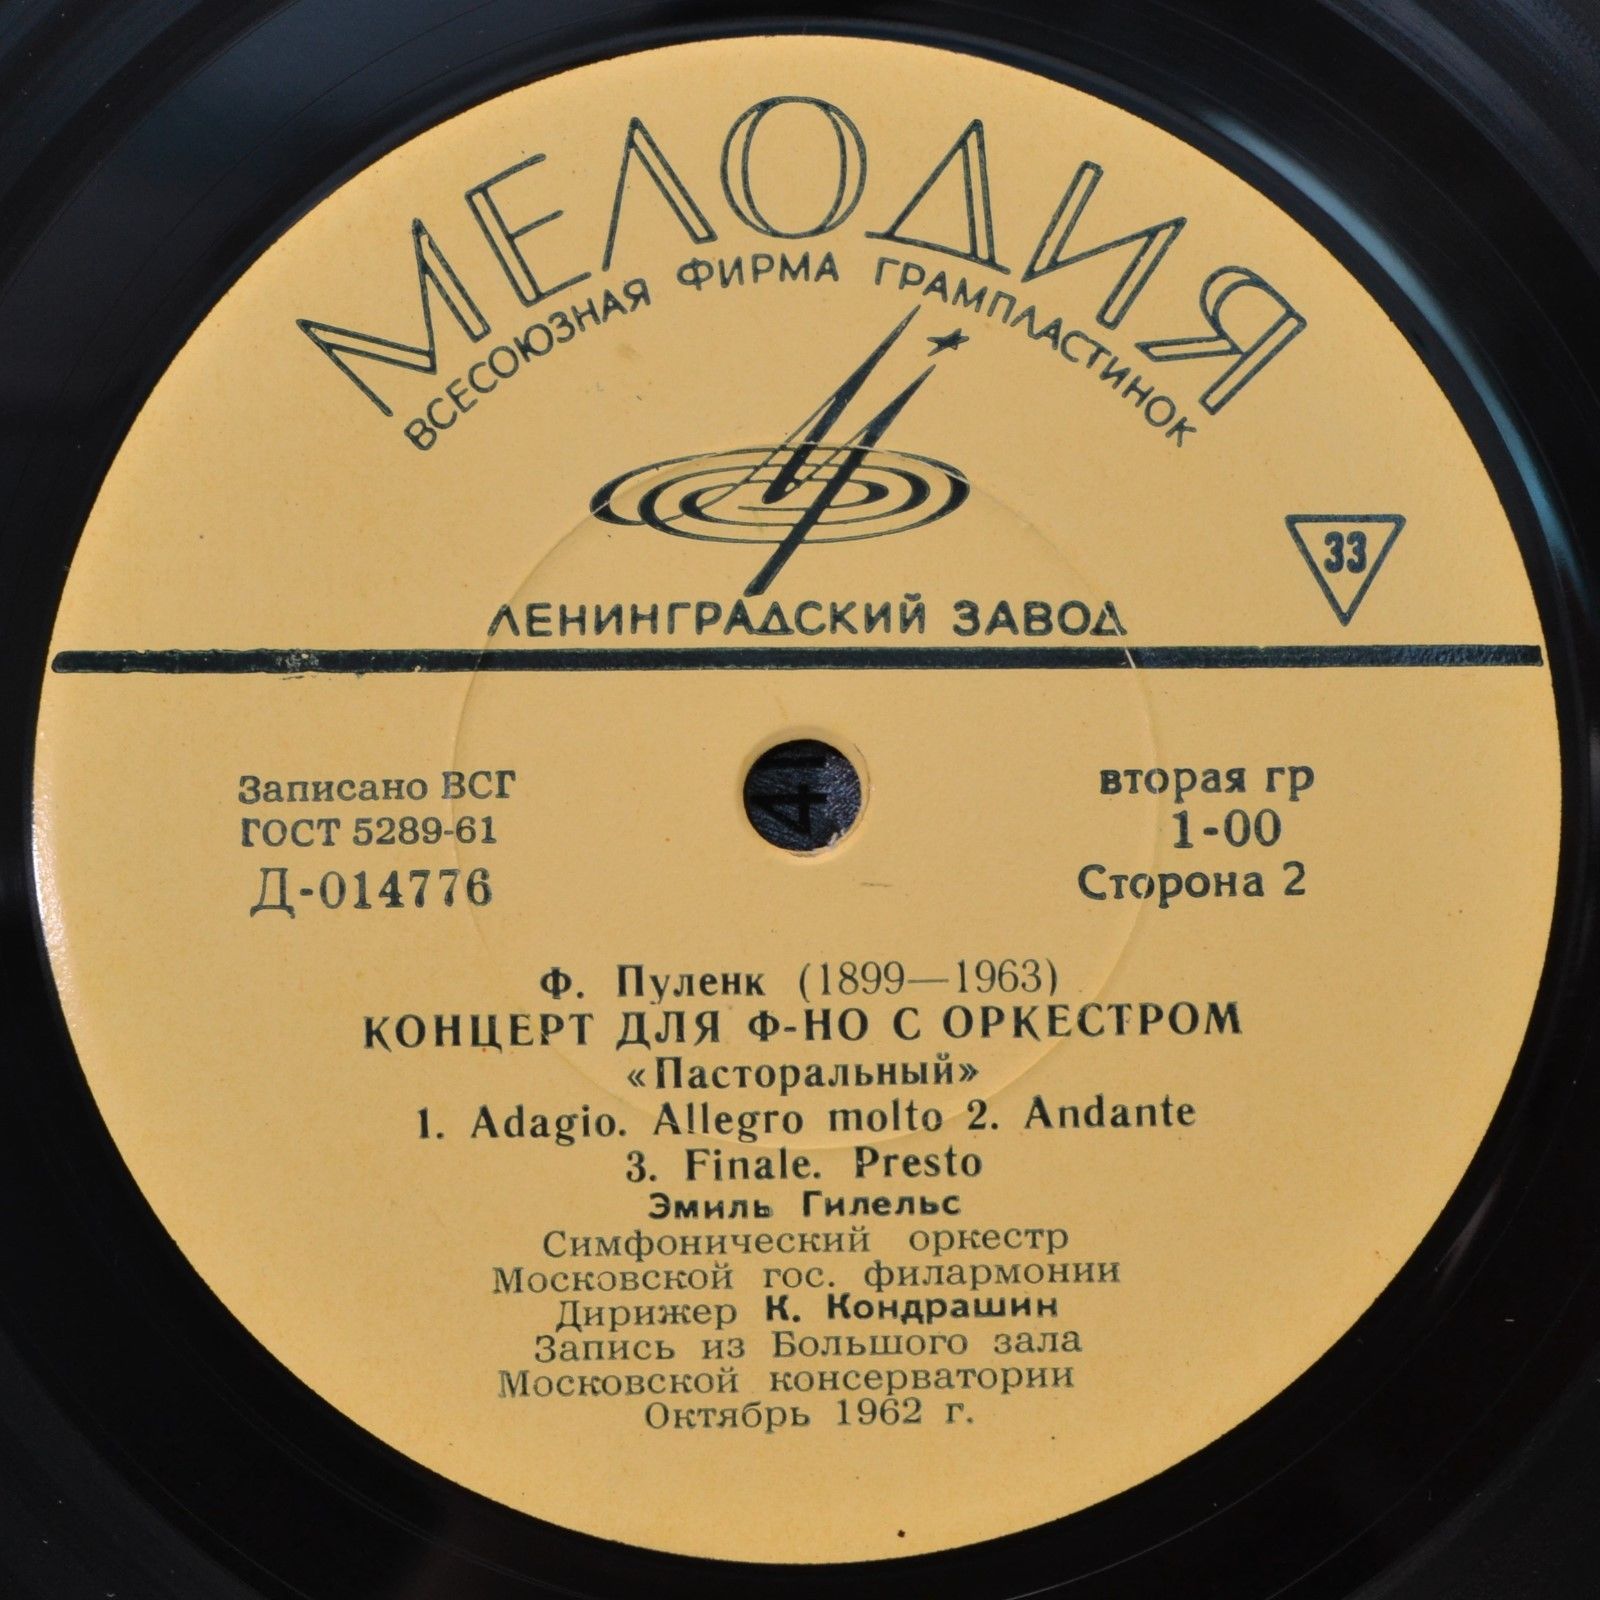 МЕЛОДИЯ
ВСЕСОЮЗНАЯ ФИРМА ГРАМПЛАСТИНОК
33
ЛЕНИНГРАДСКИЙ ЗАВОД
Записано ВСГ
ГОСТ 5289-61
Д-014776
вторая гр
1-00
Сторона 2
Ф. Пуленк (1899—1963)
КОНЦЕРТ ДЛЯ Ф-НО С ОРКЕСТРОМ
«Пасторальный»
1. Adagio. Allegro molto 2. Andante
3. Finale. Presto
Эмиль Гилельс
Симфонический оркестр
Московской гос. филармонии
Дирижер К. Кондрашин
Запись из Большого зала
Московской консерватории
Октябрь 1962 г.